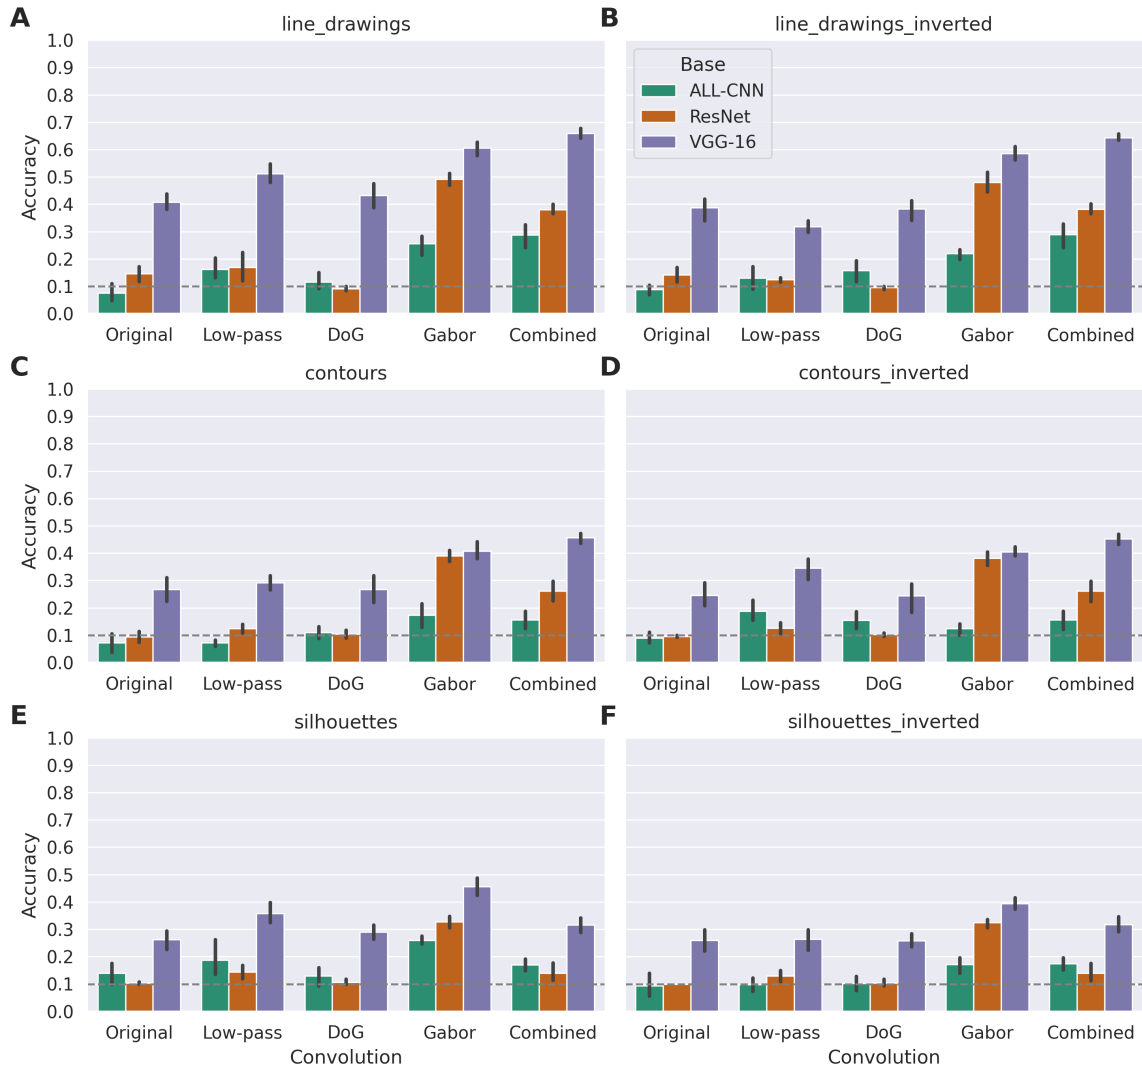 A
line_drawings
B
line_drawings_inverted
1.0
0.9
0.8
0.7
0.6
0.5
0.4
0.3
0.2
0.1
0.0
Accuracy
Base
ALL-CNN
ResNet
VGG-16
Original Low-pass DoG Gabor Combined
Original Low-pass DoG Gabor Combined
C
contours
D
contours_inverted
1.0
0.9
0.8
0.7
0.6
0.5
0.4
0.3
0.2
0.1
0.0
Accuracy
Original Low-pass DoG Gabor Combined
Original Low-pass DoG Gabor Combined
E
silhouettes
F
silhouettes_inverted
1.0
0.9
0.8
0.7
0.6
0.5
0.4
0.3
0.2
0.1
0.0
Accuracy
Original Low-pass DoG Gabor Combined
Original Low-pass DoG Gabor Combined
Convolution
Convolution